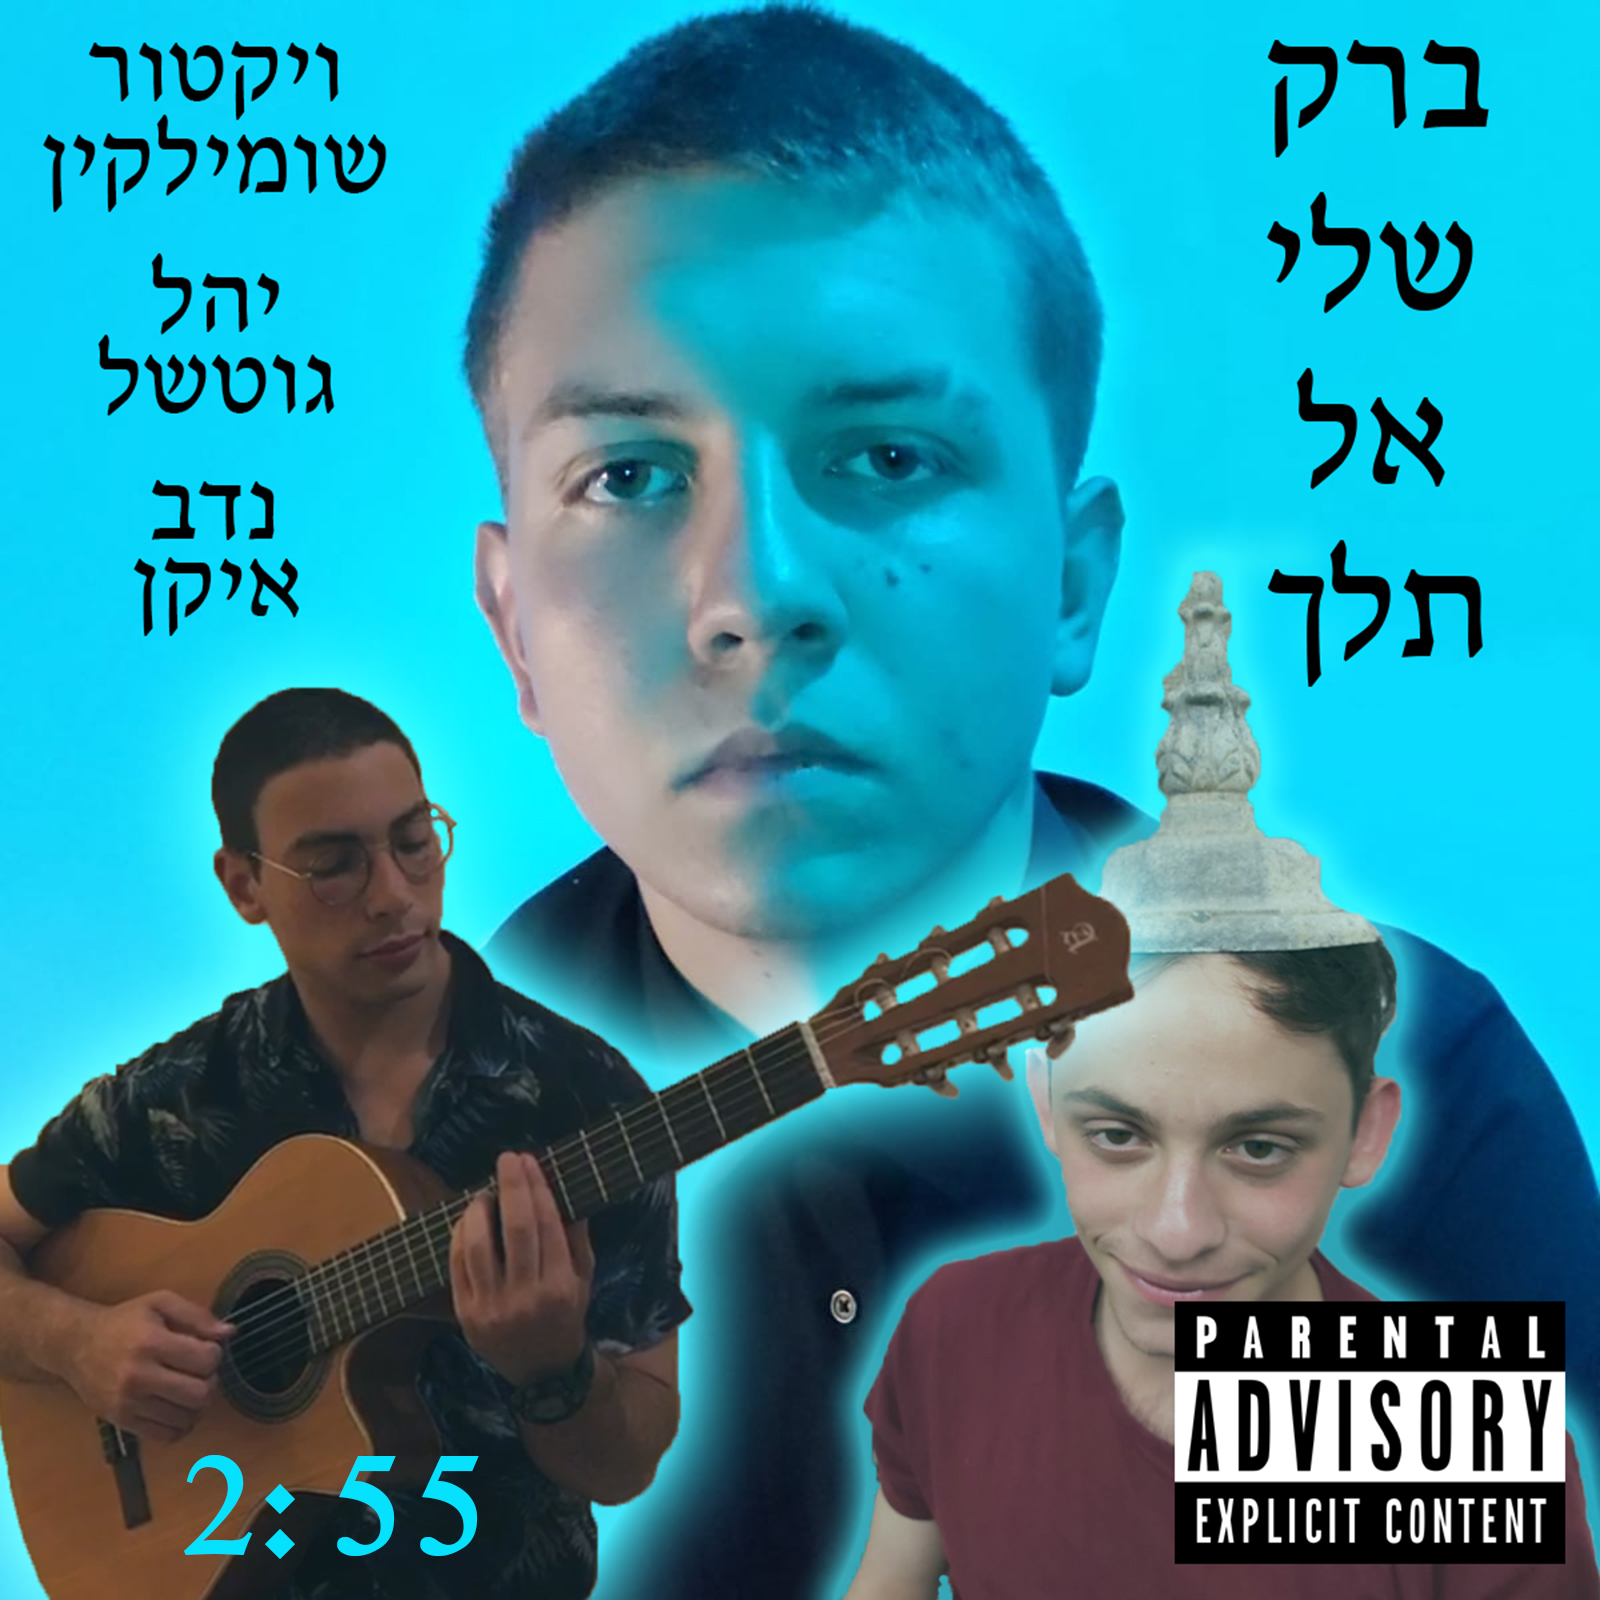 ברק
שלי
אל
תלך
ויקטור
שומילקין
יהל
גוטשל
נדב
איקן
2:55
PARENTAL
ADVISORY
EXPLICIT CONTENT